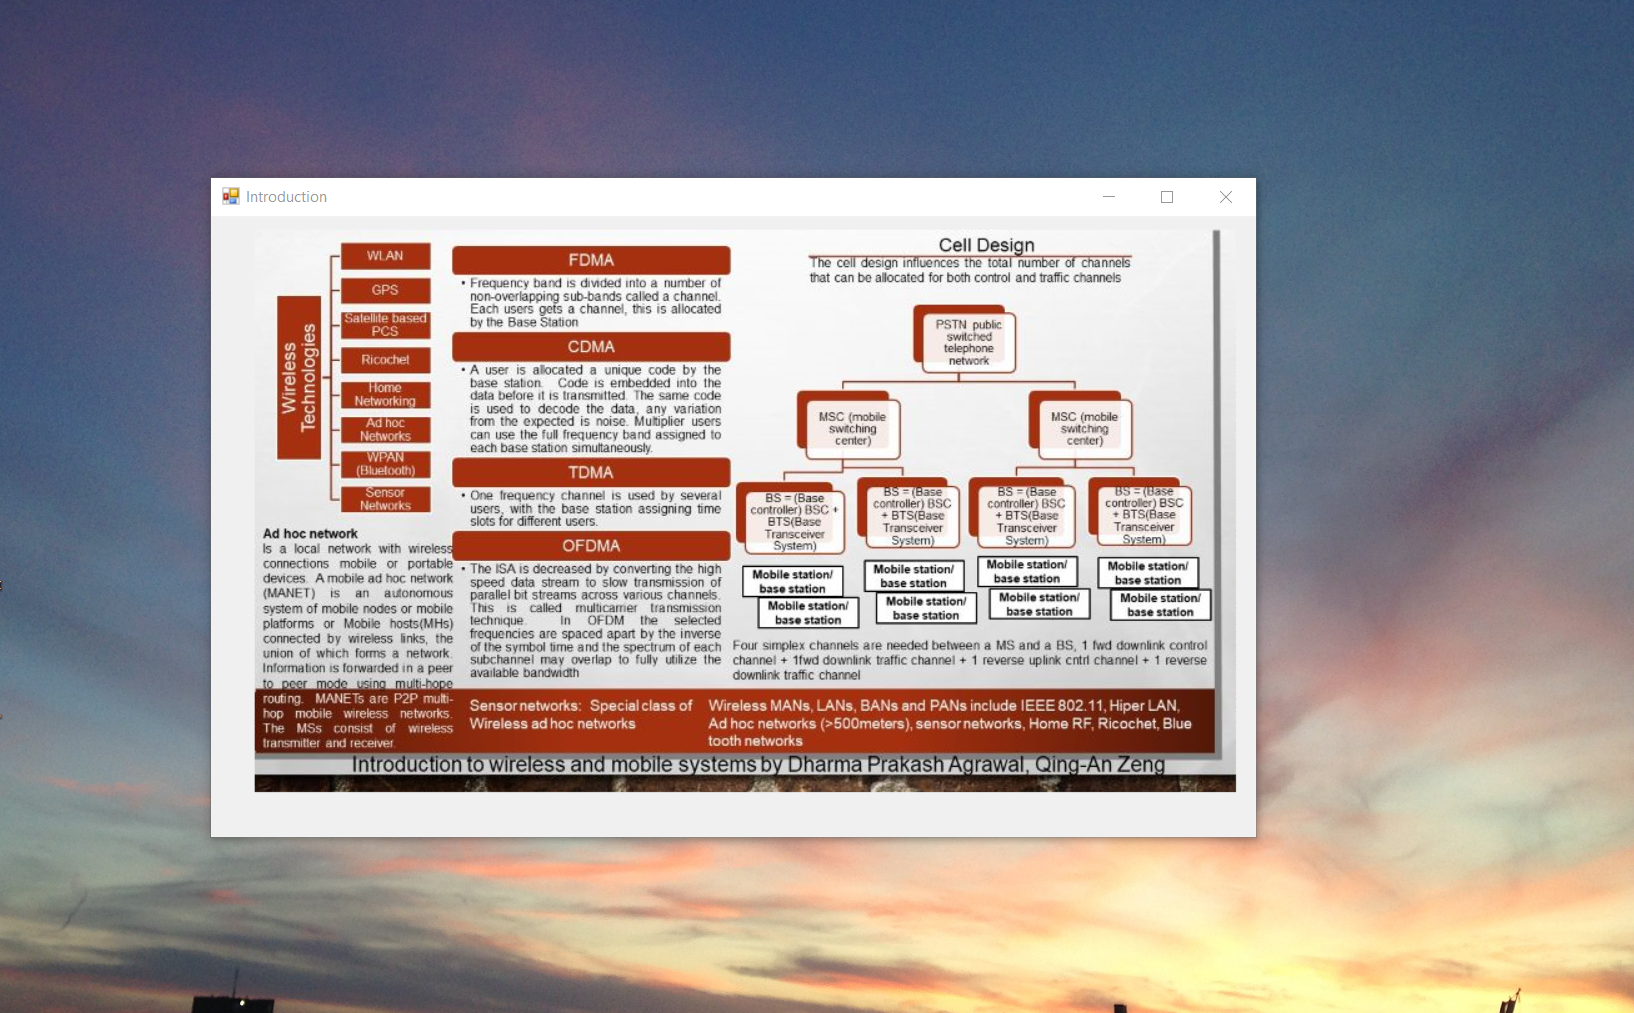 Introduction
WLAN
GPS
Satellite based
PCS
Ricochet
Home
Networking
Ad hoc
Networks
WPAN
(Bluetooth)
Sensor
Networks
Wireless
Technologies
Ad hoc network
Is a local network with wireless
connections mobile or portable
devices. A mobile ad hoc network
(MANET) is an autonomous
system of mobile nodes or mobile
platforms or Mobile hosts(MHs)
connected by wireless links, the
union of which forms a network.
Information is forwarded in a peer
to peer mode using multi-hope
routing. MANETs are P2P multi-
hop mobile wireless networks.
The MSs consist of wireless
transmitter and receiver.
FDMA
• Frequency band is divided into a number of
non-overlapping sub-bands called a channel.
Each users gets a channel, this is allocated
by the Base Station
CDMA
• A user is allocated a unique code by the
base station. Code is embedded into the
data before it is transmitted. The same code
is used to decode the data, any variation
from the expected is noise. Multiplier users
can use the full frequency band assigned to
each base station simultaneously.
TDMA
• One frequency channel is used by several
users, with the base station assigning time
slots for different users.
OFDMA
• The ISA is decreased by converting the high
speed data stream to slow transmission of
parallel bit streams across various channels.
This is called multicarrier transmission
technique. In OFDM the selected
frequencies are spaced apart by the inverse
of the symbol time and the spectrum of each
subchannel may overlap to fully utilize the
available bandwidth
Cell Design
The cell design influences the total number of channels
that can be allocated for both control and traffic channels
PSTN public
switched
telephone
network
MSC (mobile
switching
center)
MSC (mobile
switching
center)
BS = (Base
controller) BSC +
BTS(Base
Transceiver
System)
BS = (Base
controller) BSC
+ BTS(Base
Transceiver
System)
BS = (Base
controller) BSC
+ BTS(Base
Transceiver
System)
BS = (Base
controller) BSC
+ BTS(Base
Transceiver
System)
Mobile station/
base station
Mobile station/
base station
Mobile station/
base station
Mobile station/
base station
Mobile station/
base station
Mobile station/
base station
Mobile station/
base station
Mobile station/
base station
Four simplex channels are needed between a MS and a BS, 1 fwd downlink control
channel + 1fwd downlink traffic channel + 1 reverse uplink cntrl channel + 1 reverse
downlink traffic channel
Sensor networks: Special class of
Wireless ad hoc networks
Wireless MANs, LANs, BANs and PANs include IEEE 802.11, Hiper LAN,
Ad hoc networks (>500meters), sensor networks, Home RF, Ricochet, Blue
tooth networks
Introduction to wireless and mobile systems by Dharma Prakash Agrawal, Qing-An Zeng